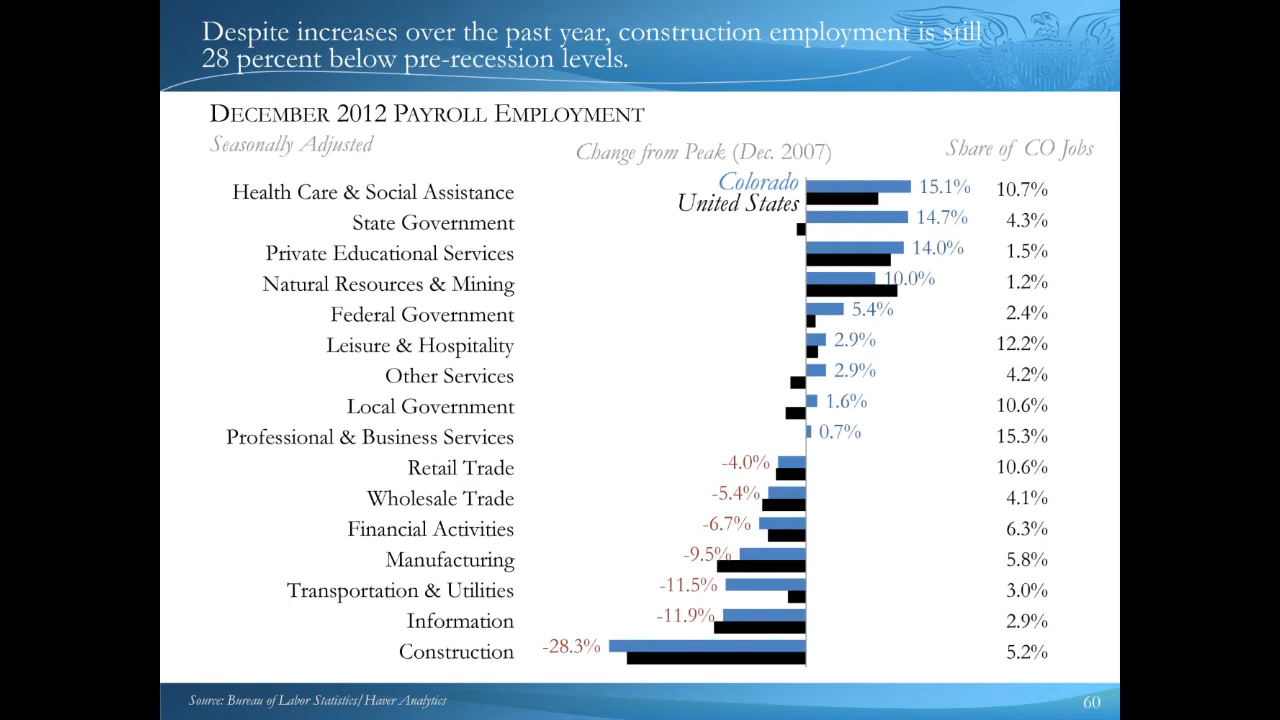 Despite increases over the past year, construction employment is still
28 percent below pre-recession levels.
DECEMBER 2012 PAYROLL EMPLOYMENT
Seasonally Adjusted
Change from Peak (Dec. 2007)
Share of CO Jobs
Colorado
United States
Health Care & Social Assistance 15.1% 10.7%
State Government 14.7% 4.3%
Private Educational Services 14.0% 1.5%
Natural Resources & Mining 10.0% 1.2%
Federal Government 5.4% 2.4%
Leisure & Hospitality 2.9% 12.2%
Other Services 2.9% 4.2%
Local Government 1.6% 10.6%
Professional & Business Services 0.7% 15.3%
Retail Trade -4.0% 10.6%
Wholesale Trade -5.4% 4.1%
Financial Activities -6.7% 6.3%
Manufacturing -9.5% 5.8%
Transportation & Utilities -11.5% 3.0%
Information -11.9% 2.9%
Construction -28.3% 5.2%
Source: Bureau of Labor Statistics/Haver Analytics
60